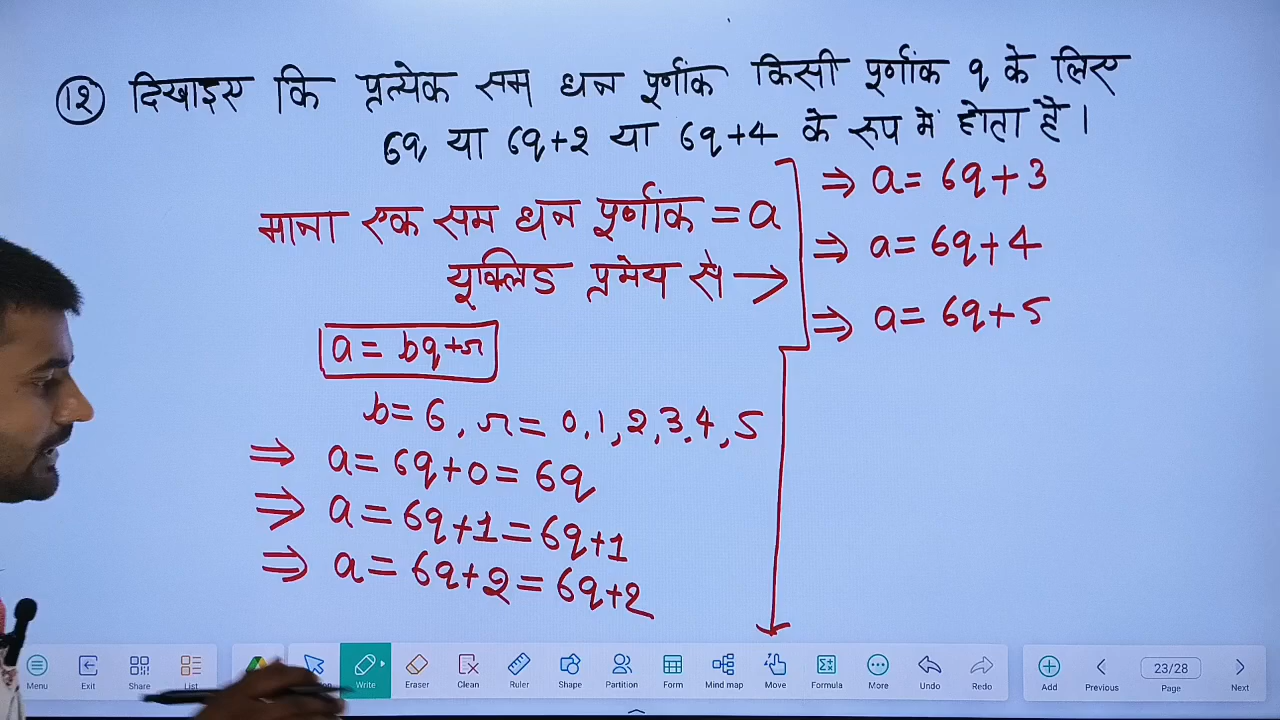 (12) दिखाइए कि प्रत्येक सम धन पूर्णांक किसी पूर्णांक q के लिए
6q या 6q+2 या 6q+4 के रूप में होता है।
माना एक सम धन पूर्णांक = a
यूक्लिड प्रमेय से →
a = bq+r
b = 6, r = 0,1,2,3,4,5
⇒ a = 6q+0 = 6q
⇒ a = 6q+1 = 6q+1
⇒ a = 6q+2 = 6q+2
⇒ a = 6q+3
⇒ a = 6q+4
⇒ a = 6q+5
Menu Exit Share List Write Eraser Clean Ruler Shape Partition Form Mind map Move Formula More Undo Redo Add Previous Page Next
23/28